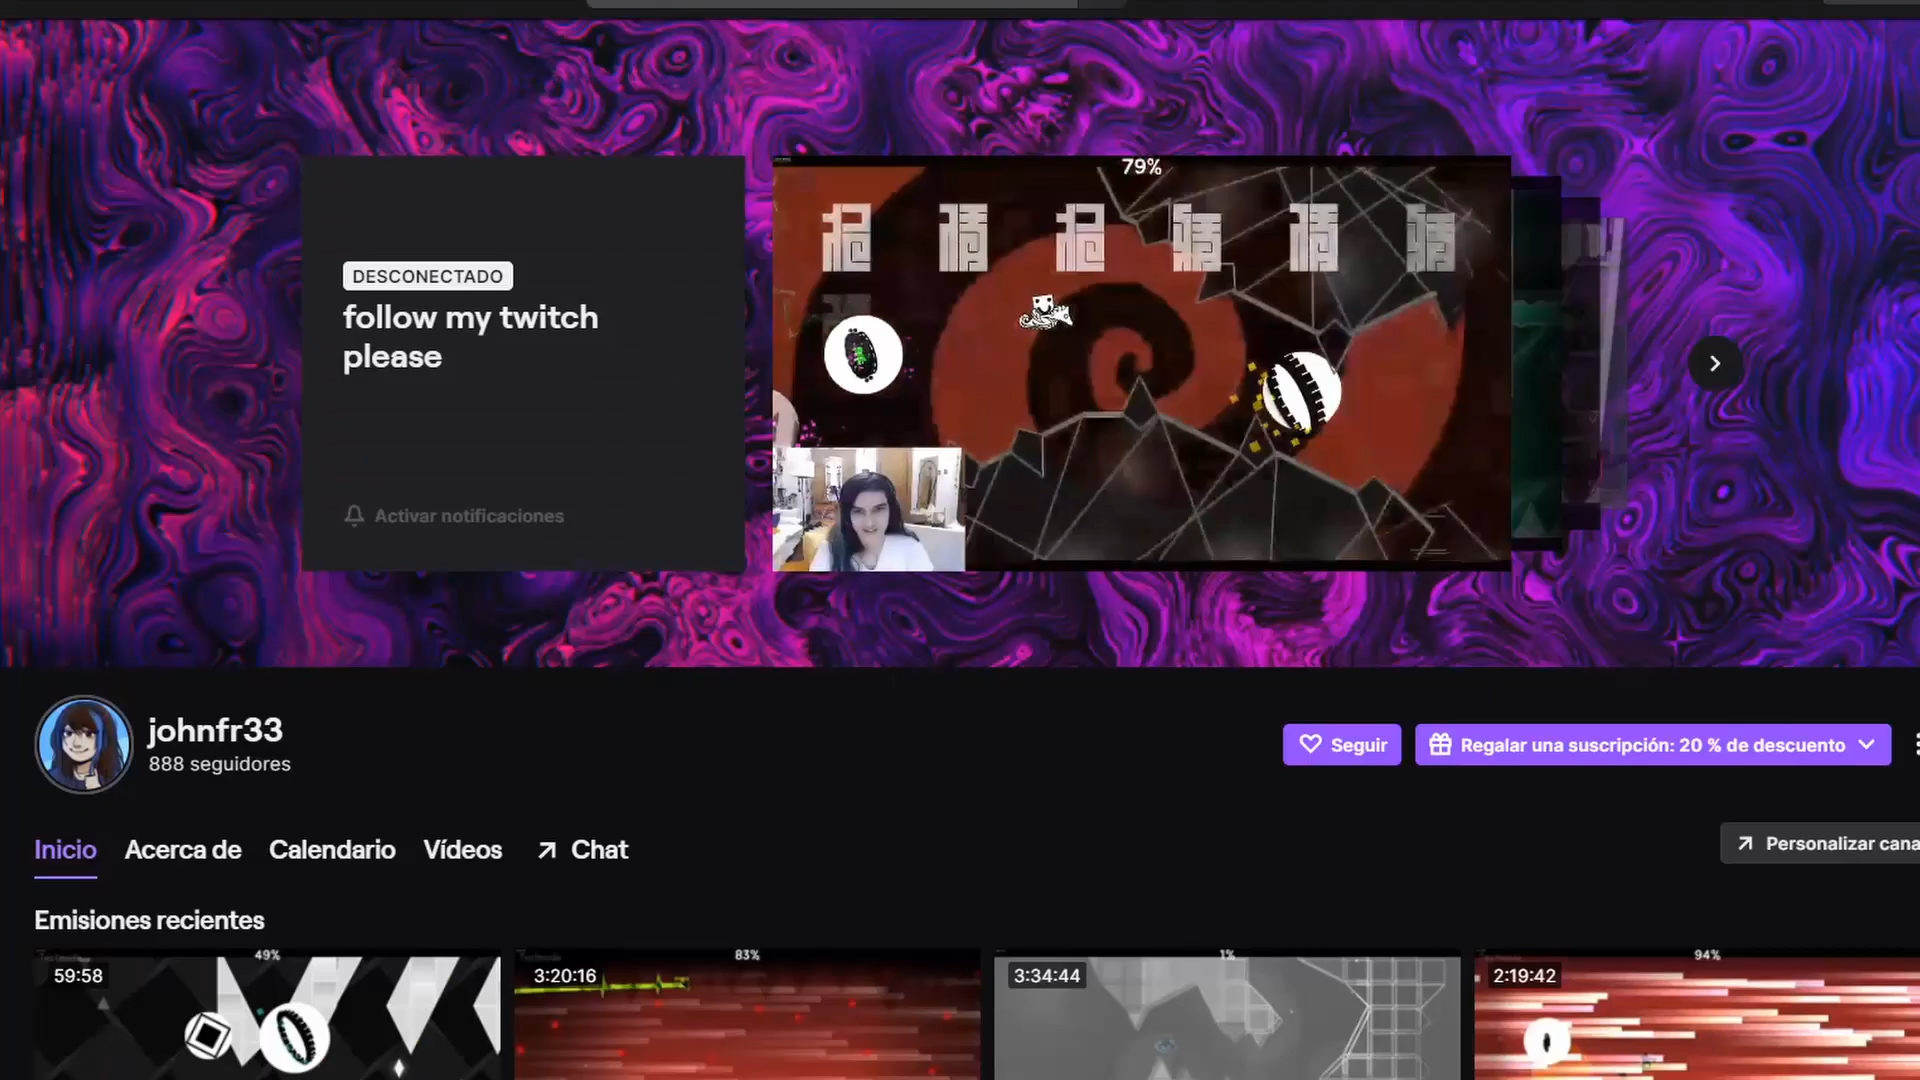 79%
DESCONECTADO
follow my twitch
please
Activar notificaciones
johnfr33
888 seguidores
Seguir
Regalar una suscripción: 20 % de descuento
Inicio
Acerca de
Calendario
Vídeos
Chat
Personalizar cana
Emisiones recientes
49%
59:58
83%
3:20:16
1%
3:34:44
94%
2:19:42